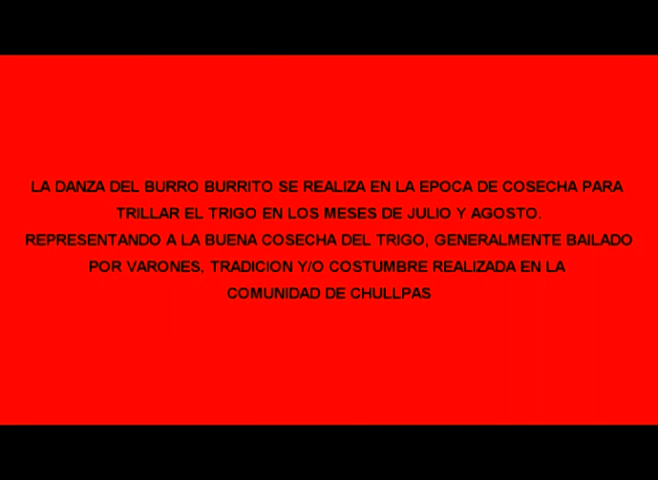 LA DANZA DEL BURRO BURRITO SE REALIZA EN LA EPOCA DE COSECHA PARA
TRILLAR EL TRIGO EN LOS MESES DE JULIO Y AGOSTO.
REPRESENTANDO A LA BUENA COSECHA DEL TRIGO, GENERALMENTE BAILADO
POR VARONES, TRADICION Y/O COSTUMBRE REALIZADA EN LA
COMUNIDAD DE CHULLPAS